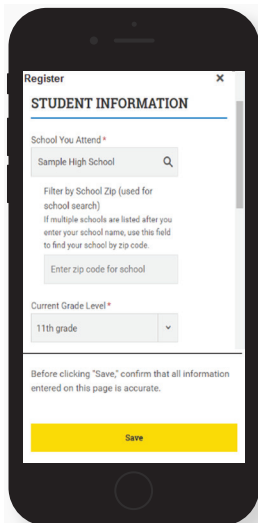 Register ×
STUDENT INFORMATION
School You Attend *
Sample High School
Filter by School Zip (used for
school search)
If multiple schools are listed after you
enter your school name, use this field
to find your school by zip code.
Enter zip code for school
Current Grade Level *
11th grade
Before clicking "Save," confirm that all information
entered on this page is accurate.
Save